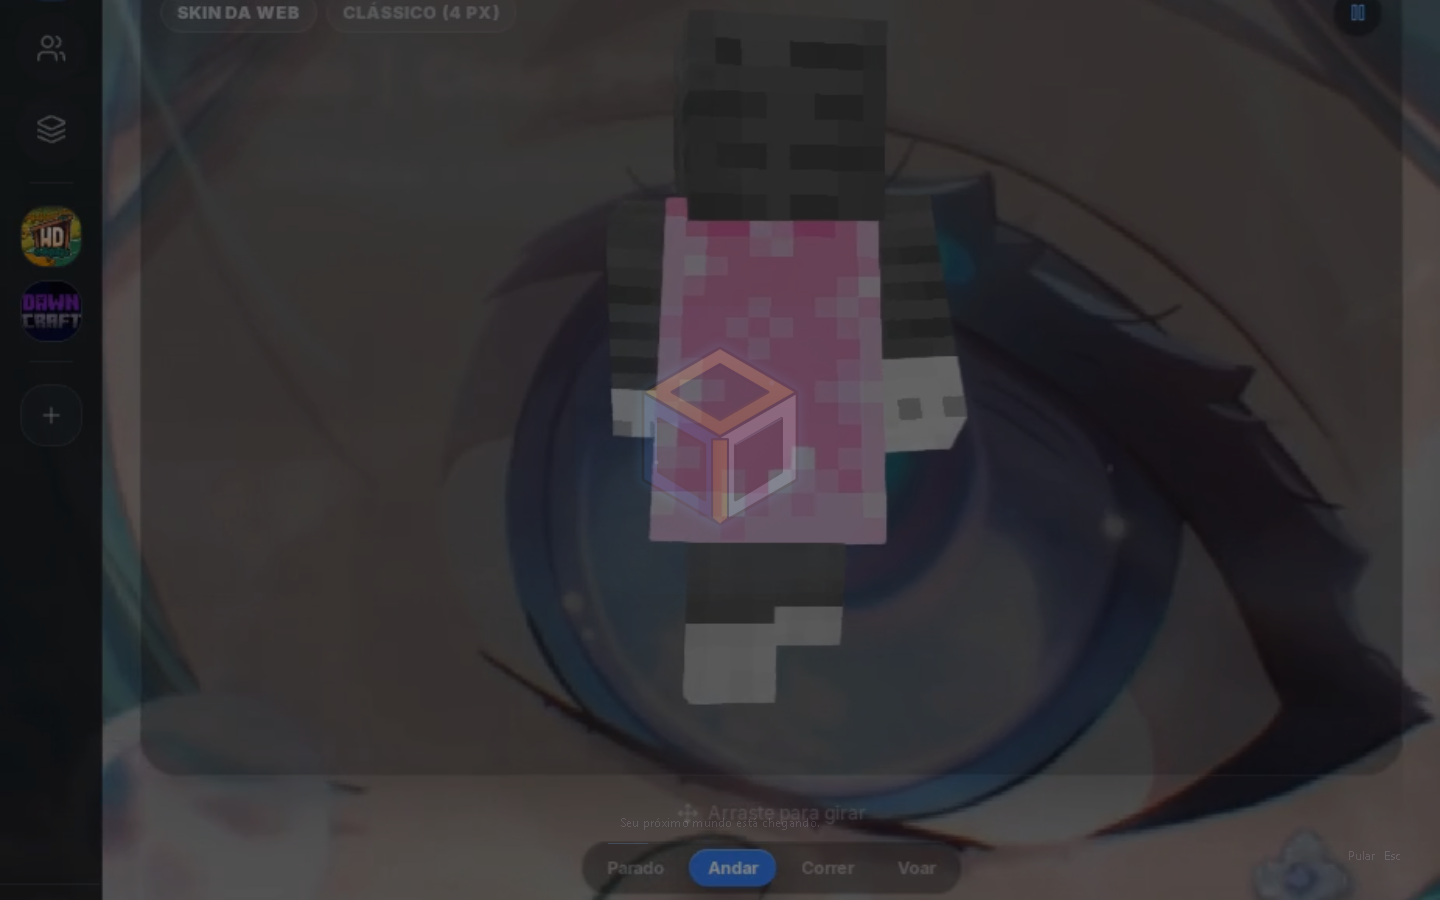 SKIN DA WEB
CLÁSSICO (4 PX)
WD
DAWN
CRAFT
Arraste para girar
Seu próximo mundo está chegando.
Parado
Andar
Correr
Voar
Pular Esc